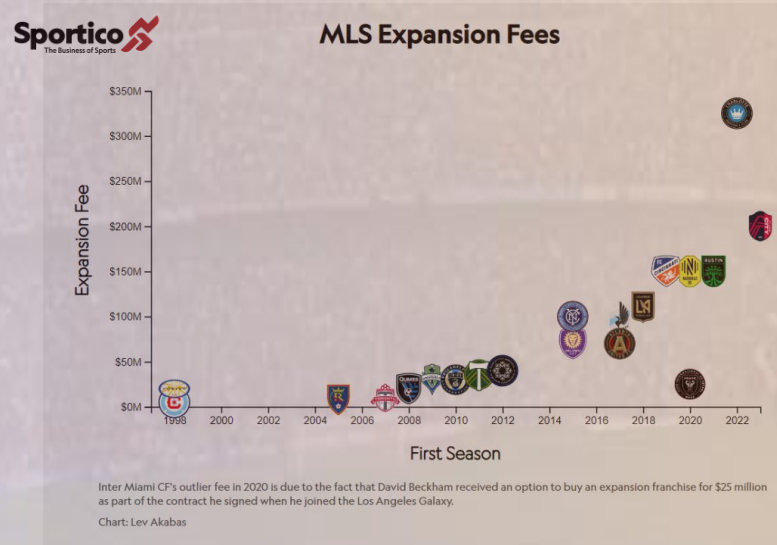 Sportico
The Business of Sports
MLS Expansion Fees
$350M
$300M
$250M
$200M
$150M
$100M
$50M
$0M
Expansion Fee
AUSTIN
1998
2000
2002
2004
2006
2008
2010
2012
2014
2016
2018
2020
2022
First Season
Inter Miami CF's outlier fee in 2020 is due to the fact that David Beckham received an option to buy an expansion franchise for $25 million
as part of the contract he signed when he joined the Los Angeles Galaxy.
Chart: Lev Akabas